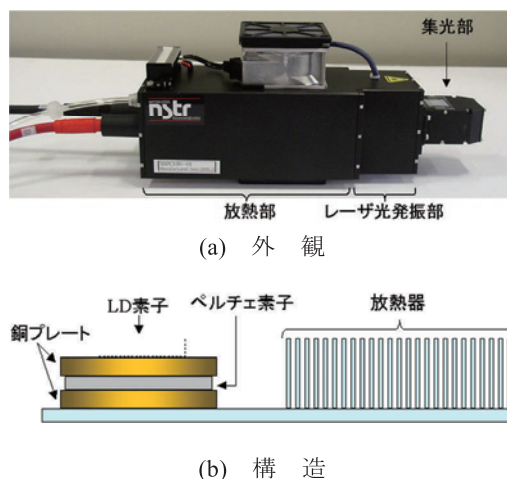 集光部
nstr
放熱部
レーザ光発振部
(a) 外 観
LD素子
ペルチェ素子
放熱器
銅プレート
(b) 構 造